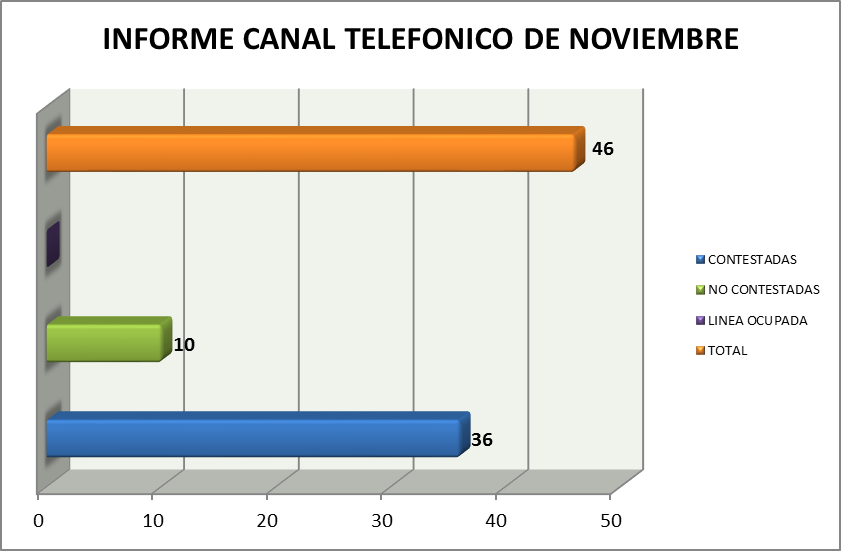 INFORME CANAL TELEFONICO DE NOVIEMBRE
46
10
36
CONTESTADAS
NO CONTESTADAS
LINEA OCUPADA
TOTAL
0 10 20 30 40 50